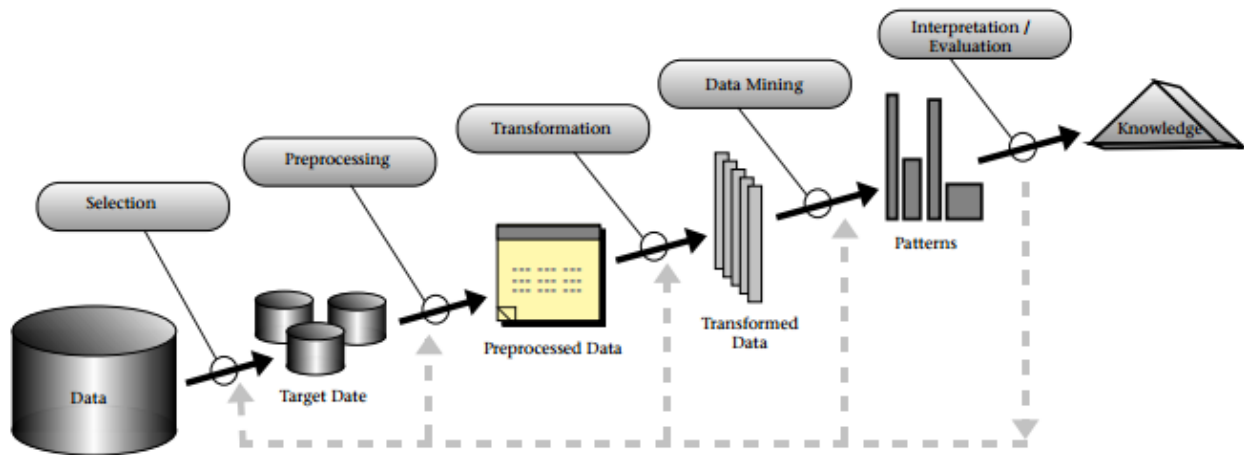 Interpretation /
Evaluation
Data Mining
Transformation
Preprocessing
Selection
Knowledge
Patterns
Transformed
Data
Preprocessed Data
Target Date
Data
--- --- ---
--- --- ---
--- --- ---